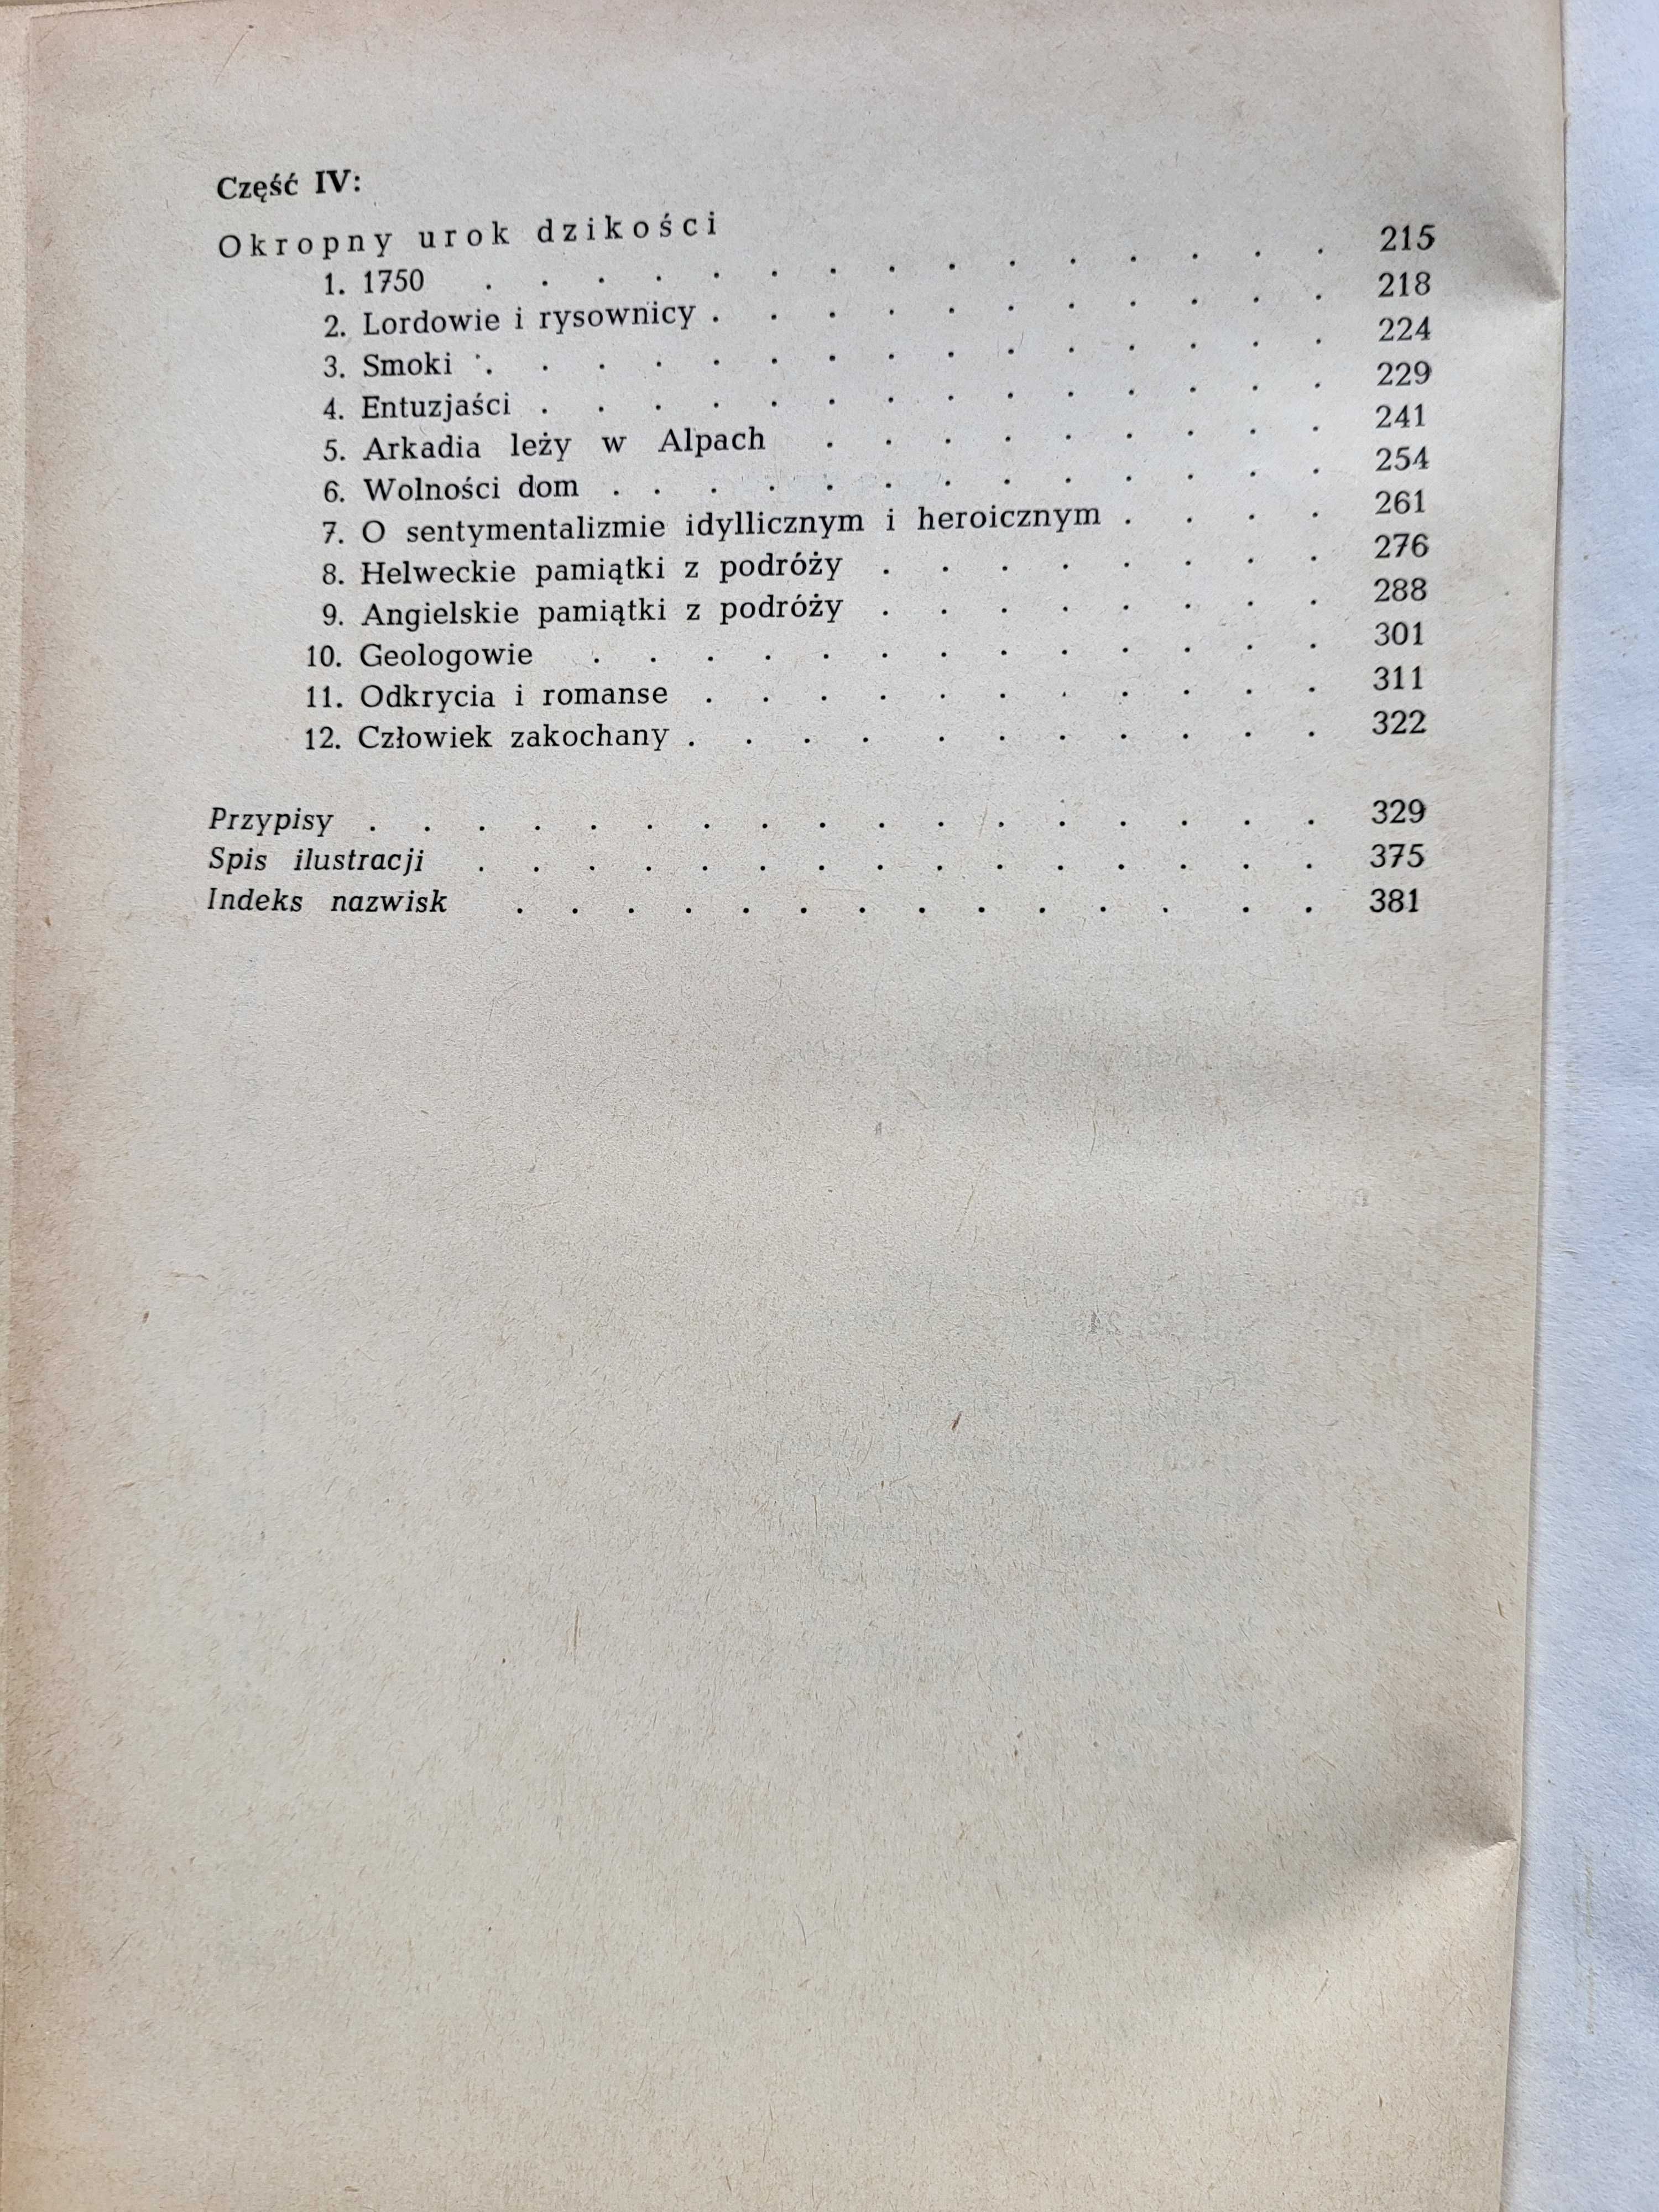 Część IV:
Okropny urok dzikości
1. 1750 . . . . . . . . . . . . . . . 215
2. Lordowie i rysownicy . . . . . . . . . . . 218
3. Smoki . . . . . . . . . . . . . . . 224
4. Entuzjaści . . . . . . . . . . . . . . 229
5. Arkadia leży w Alpach . . . . . . . . . 241
6. Wolności dom . . . . . . . . . . . . . 254
7. O sentymentalizmie idyllicznym i heroicznym . . . . 261
8. Helweckie pamiątki z podróży . . . . . . . . 276
9. Angielskie pamiątki z podróży . . . . . . . . 288
10. Geologowie . . . . . . . . . . . . . 301
11. Odkrycia i romanse . . . . . . . . . . . 311
12. Człowiek zakochany . . . . . . . . . . . 322
Przypisy . . . . . . . . . . . . . . . . . 329
Spis ilustracji . . . . . . . . . . . . . . . 375
Indeks nazwisk . . . . . . . . . . . . . . 381